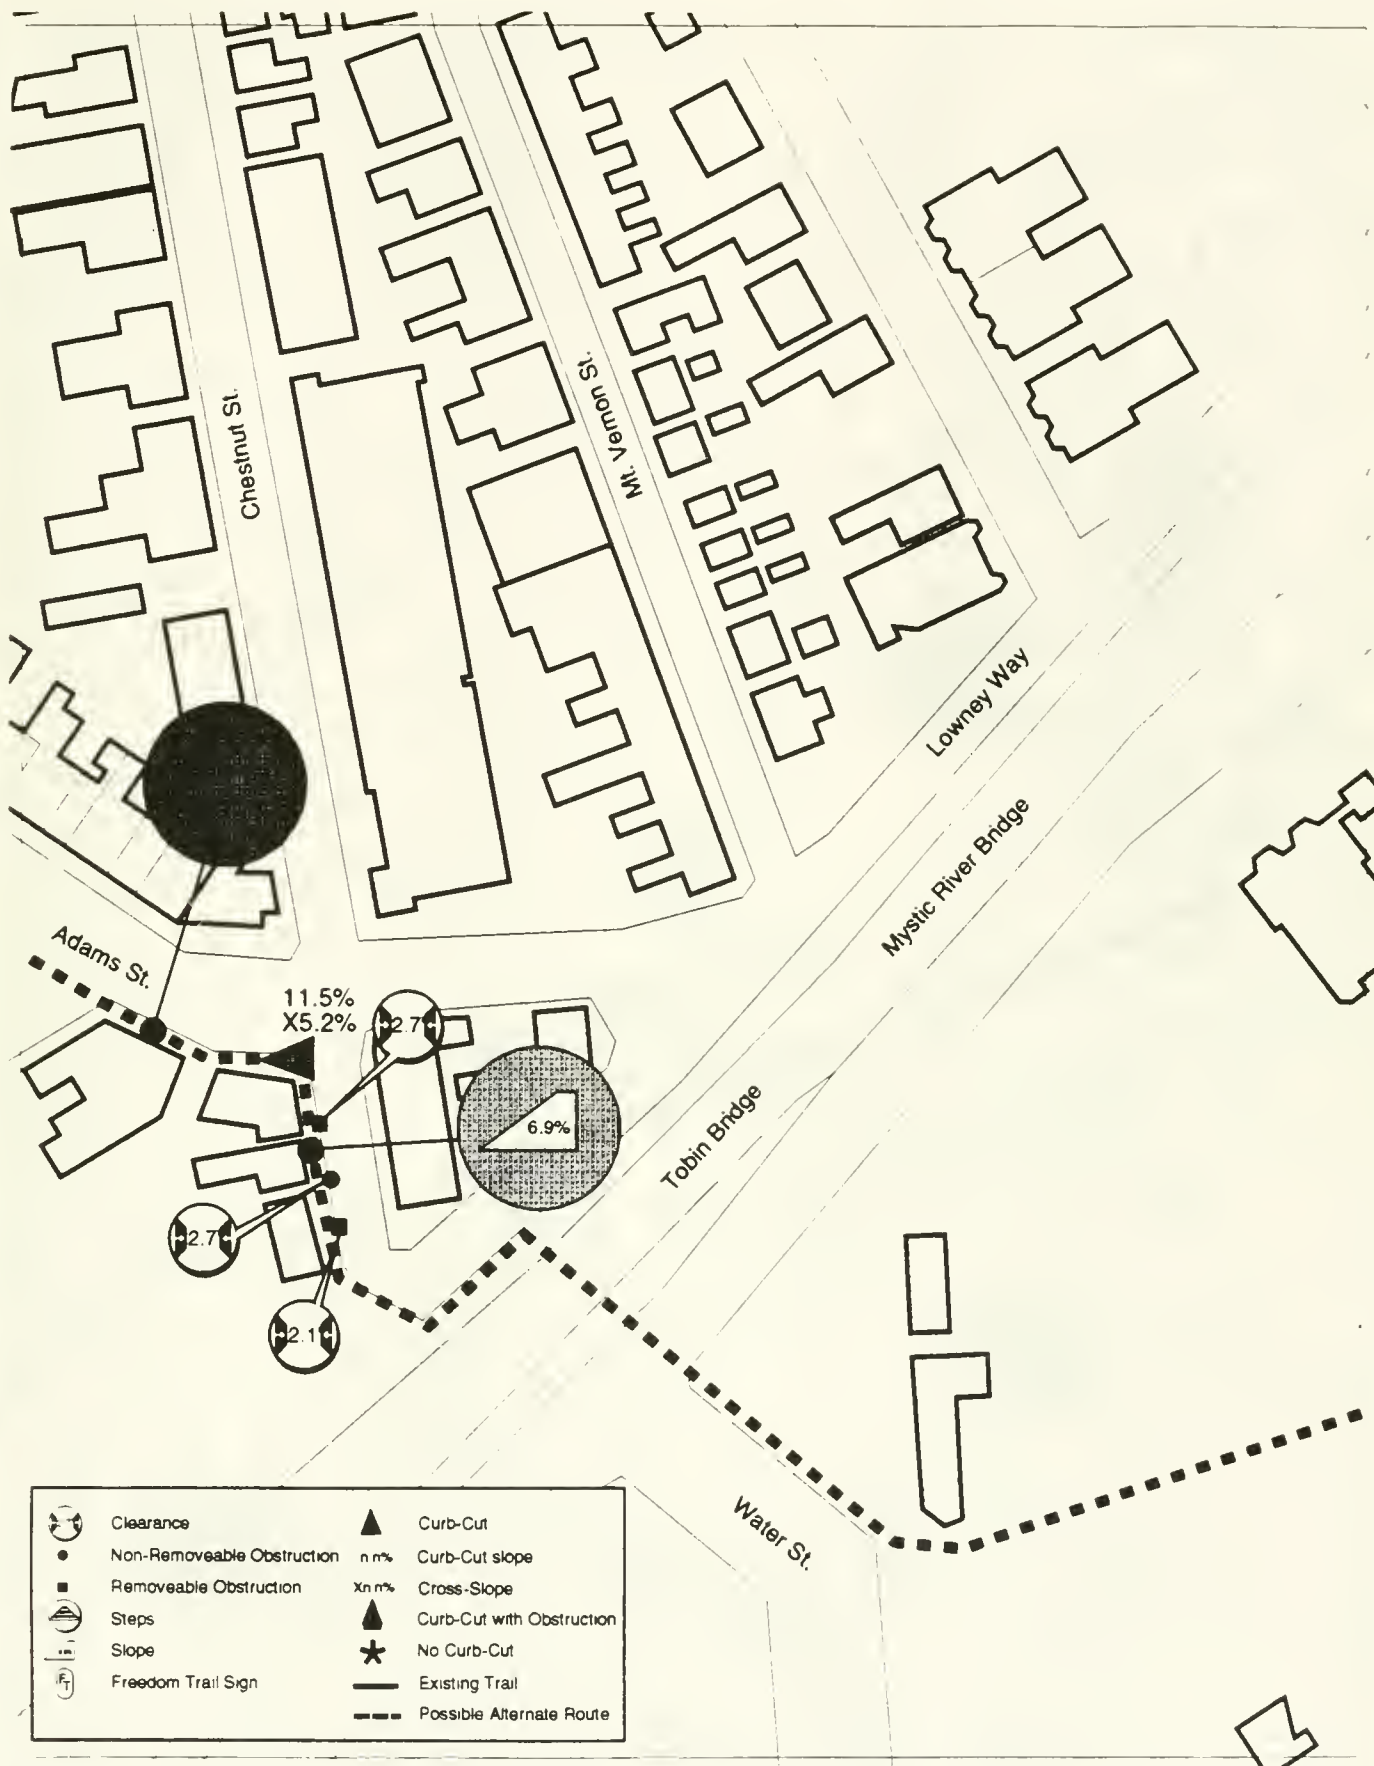 Chestnut St.
Mt. Vernon St.
Lowney Way
Mystic River Bridge
Adams St.
11.5%
X5.2%
2.7'
6.9%
Tobin Bridge
2.7'
2.1'
Water St.
Clearance
Non-Removeable Obstruction
Removeable Obstruction
Steps
Slope
FT
Freedom Trail Sign
Curb-Cut
n n% Curb-Cut slope
Xn n% Cross-Slope
Curb-Cut with Obstruction
No Curb-Cut
Existing Trail
Possible Alternate Route